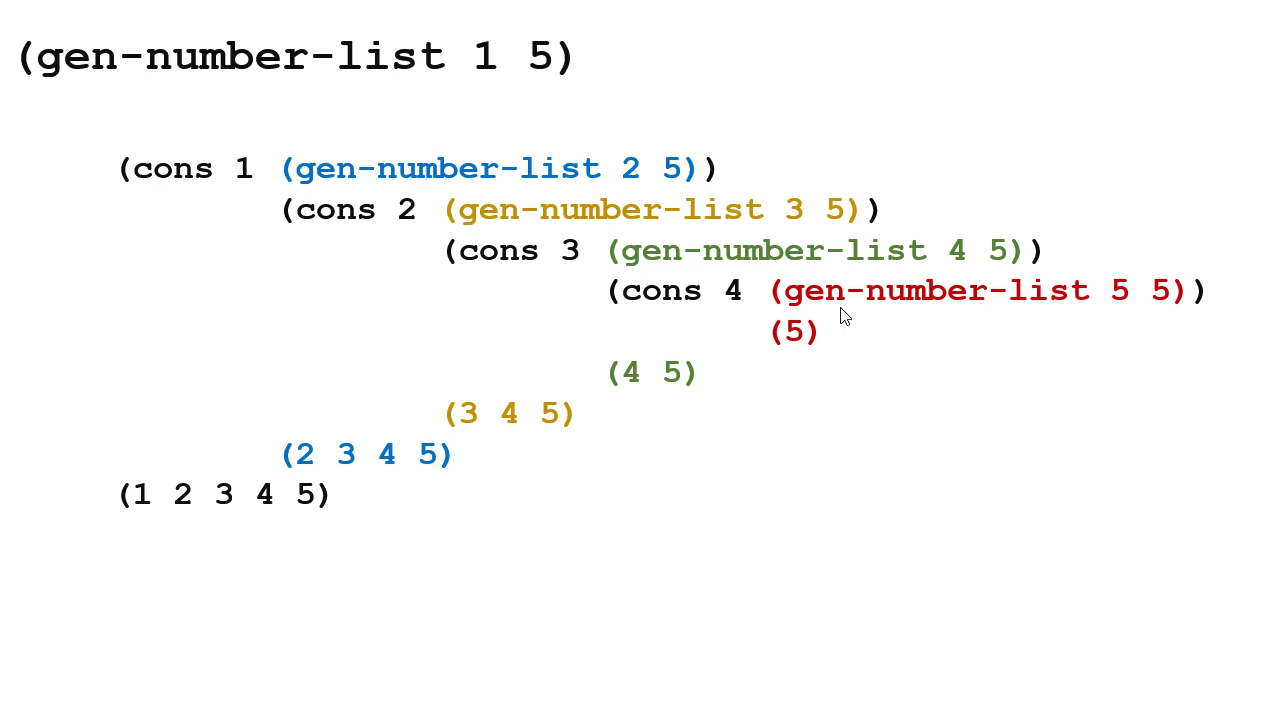 (gen-number-list 1 5)
(cons 1 (gen-number-list 2 5))
(cons 2 (gen-number-list 3 5))
(cons 3 (gen-number-list 4 5))
(cons 4 (gen-number-list 5 5))
(5)
(4 5)
(3 4 5)
(2 3 4 5)
(1 2 3 4 5)